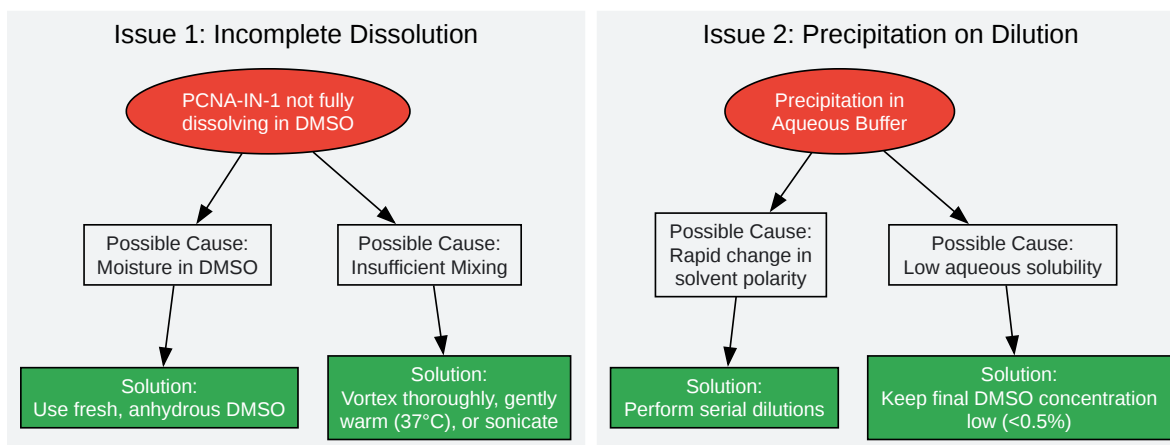 Issue 1: Incomplete Dissolution
PCNA-IN-1 not fully
dissolving in DMSO
Possible Cause:
Moisture in DMSO
Possible Cause:
Insufficient Mixing
Solution:
Use fresh, anhydrous DMSO
Solution:
Vortex thoroughly, gently
warm (37°C), or sonicate
Issue 2: Precipitation on Dilution
Precipitation in
Aqueous Buffer
Possible Cause:
Rapid change in
solvent polarity
Possible Cause:
Low aqueous solubility
Solution:
Perform serial dilutions
Solution:
Keep final DMSO concentration
low (<0.5%)